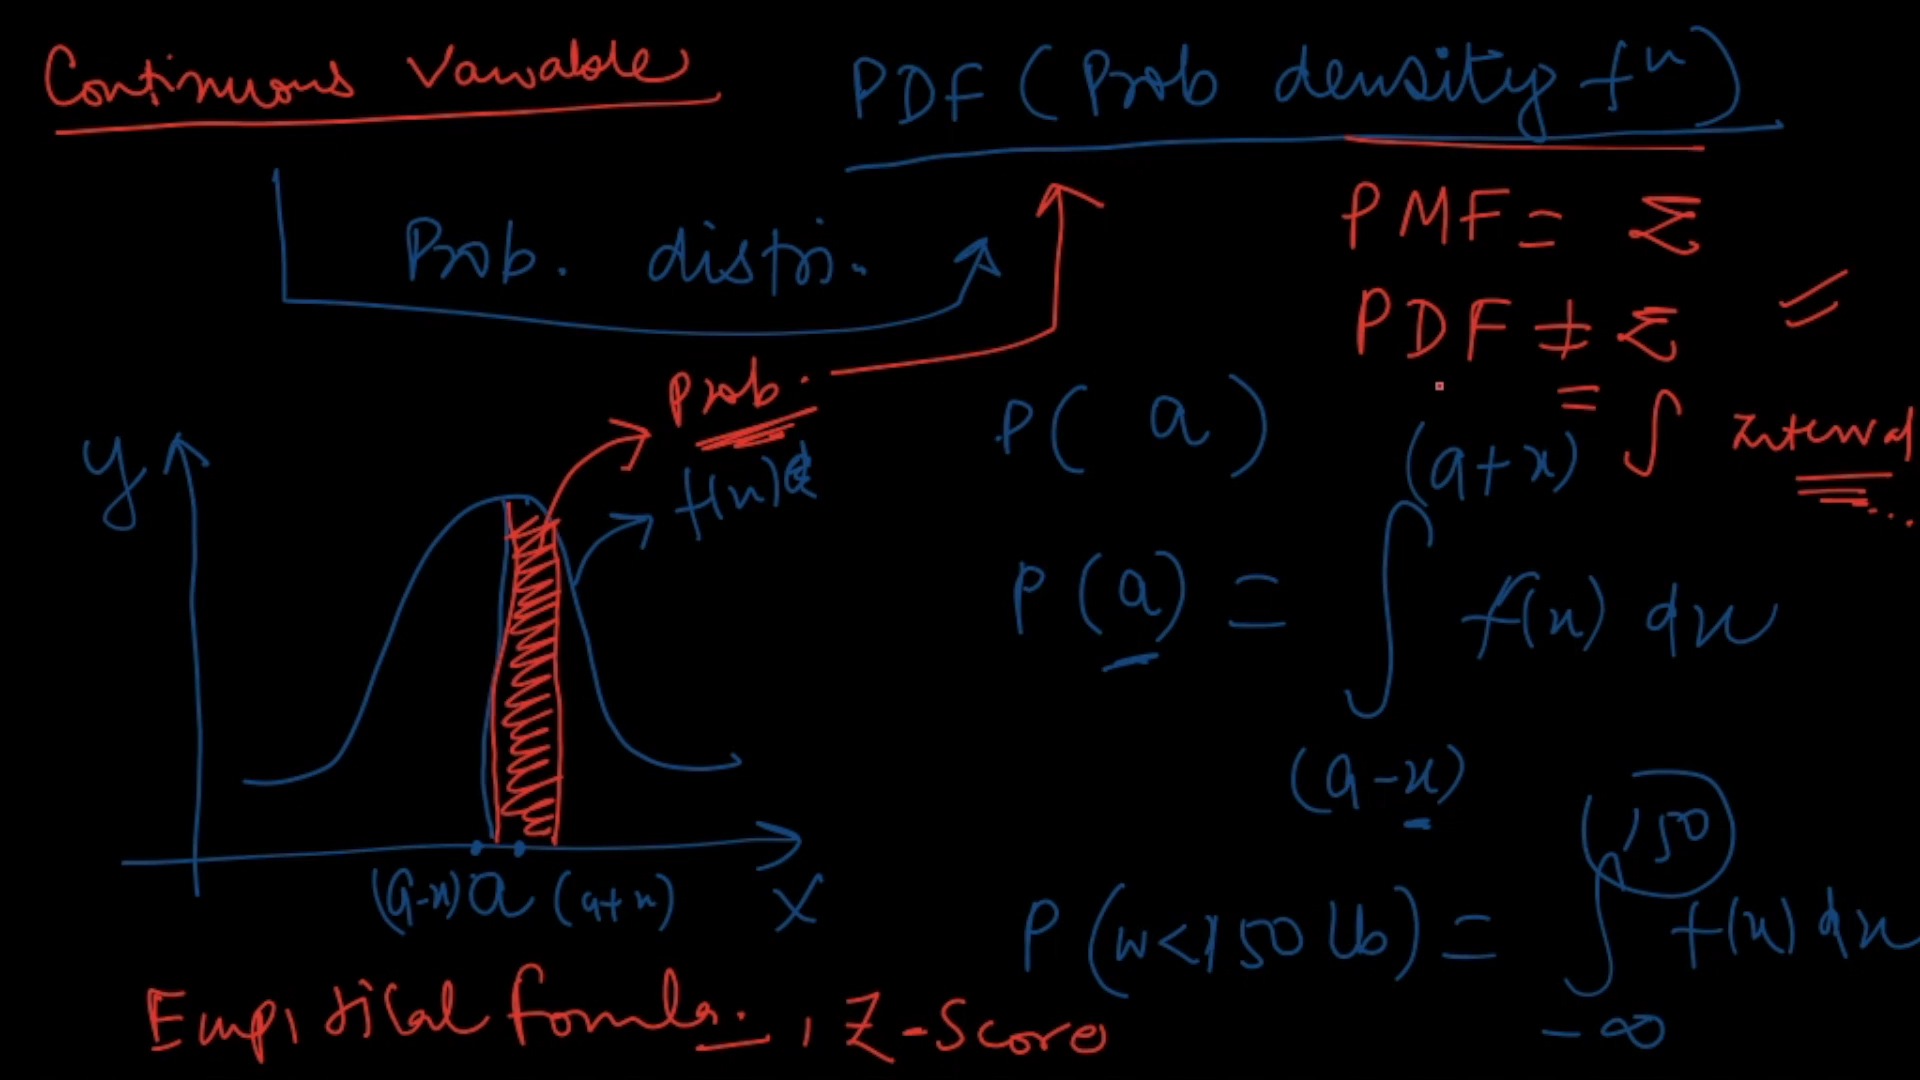 Continuous Variable
PDF (Prob density fⁿ)
Prob. distri.
PMF = Σ
PDF ≠ Σ
= ∫ Interval
Prob.
f(x)
y
P(a)
(a+x)
P(a) = ∫ f(x) dx
(a-x)
(a-x) a (a+x) X
150
P(w<150 lb) = ∫ f(x) dx
-∞
Empirical formula. , Z-Score